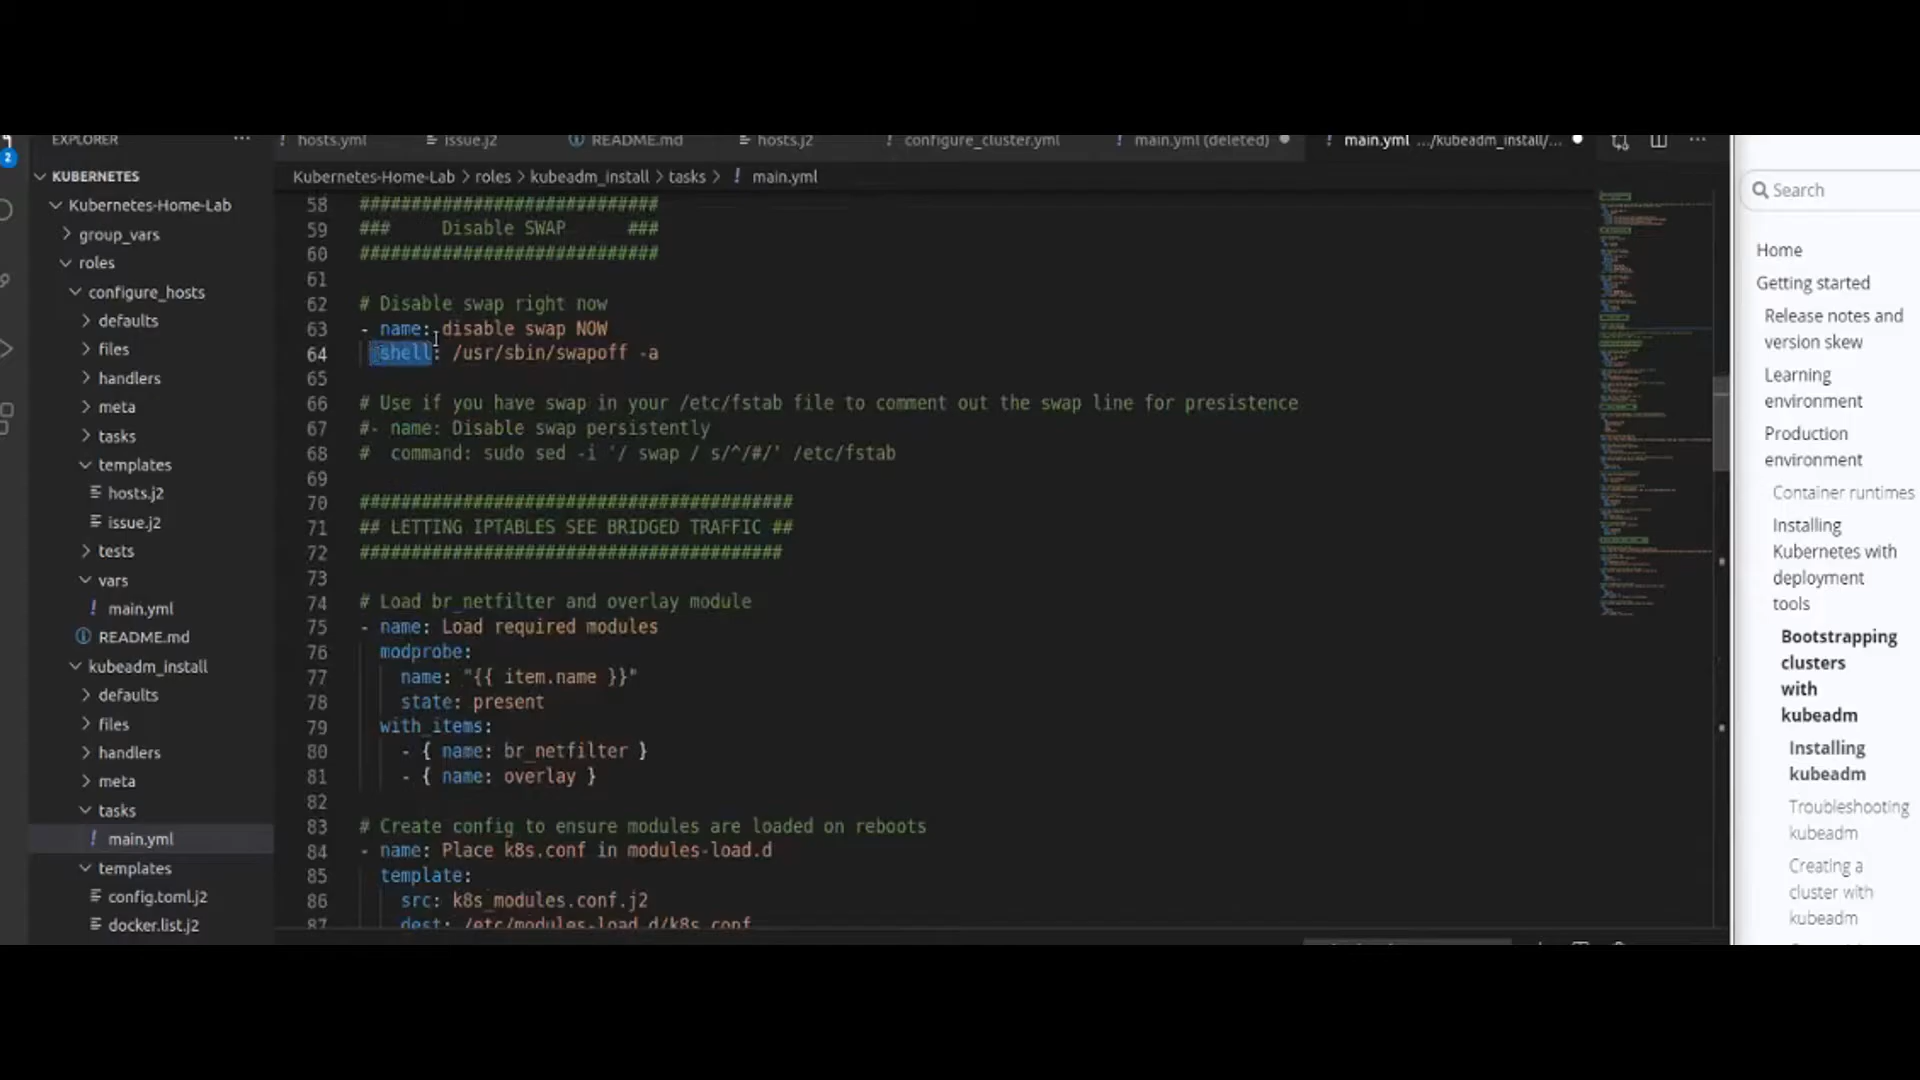 EXPLORER ...
hosts.yml issue.j2 README.md hosts.j2 configure_cluster.yml main.yml (deleted) main.yml .../kubeadm_install/... ...
2
KUBERNETES
Kubernetes-Home-Lab
group_vars
roles
configure_hosts
defaults
files
handlers
meta
tasks
templates
hosts.j2
issue.j2
tests
vars
! main.yml
README.md
kubeadm_install
defaults
files
handlers
meta
tasks
! main.yml
templates
config.toml.j2
docker.list.j2
Kubernetes-Home-Lab > roles > kubeadm_install > tasks > ! main.yml
58 #############################
59 ###     Disable SWAP      ###
60 #############################
61
62 # Disable swap right now
63 - name: disable swap NOW
64   shell: /usr/sbin/swapoff -a
65
66 # Use if you have swap in your /etc/fstab file to comment out the swap line for presistence
67 #- name: Disable swap persistently
68 #  command: sudo sed -i '/ swap / s/^/#/' /etc/fstab
69
70 ##########################################
71 ## LETTING IPTABLES SEE BRIDGED TRAFFIC ##
72 #########################################
73
74 # Load br_netfilter and overlay module
75 - name: Load required modules
76   modprobe:
77     name: "{{ item.name }}"
78     state: present
79   with_items:
80     - { name: br_netfilter }
81     - { name: overlay }
82
83 # Create config to ensure modules are loaded on reboots
84 - name: Place k8s.conf in modules-load.d
85   template:
86     src: k8s_modules.conf.j2
87     dest: /etc/modules-load.d/k8s.conf
Search
Home
Getting started
Release notes and
version skew
Learning
environment
Production
environment
Container runtimes
Installing
Kubernetes with
deployment
tools
Bootstrapping
clusters
with
kubeadm
Installing
kubeadm
Troubleshooting
kubeadm
Creating a
cluster with
kubeadm